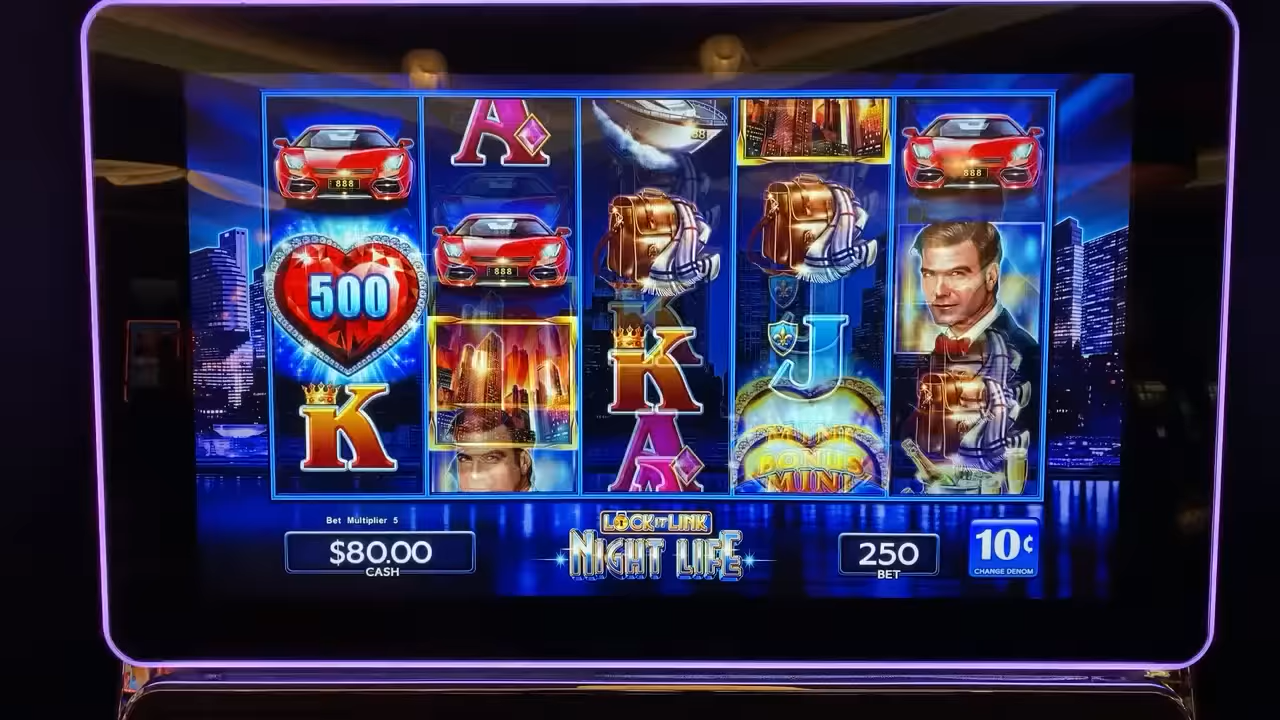 888
A
88
888
888
500
K
K
J
K
A
BONUS
MINI
Bet Multiplier 5
$80.00
CASH
LOCK IT LINK
NIGHT LIFE
250
BET
10¢
CHANGE DENOM